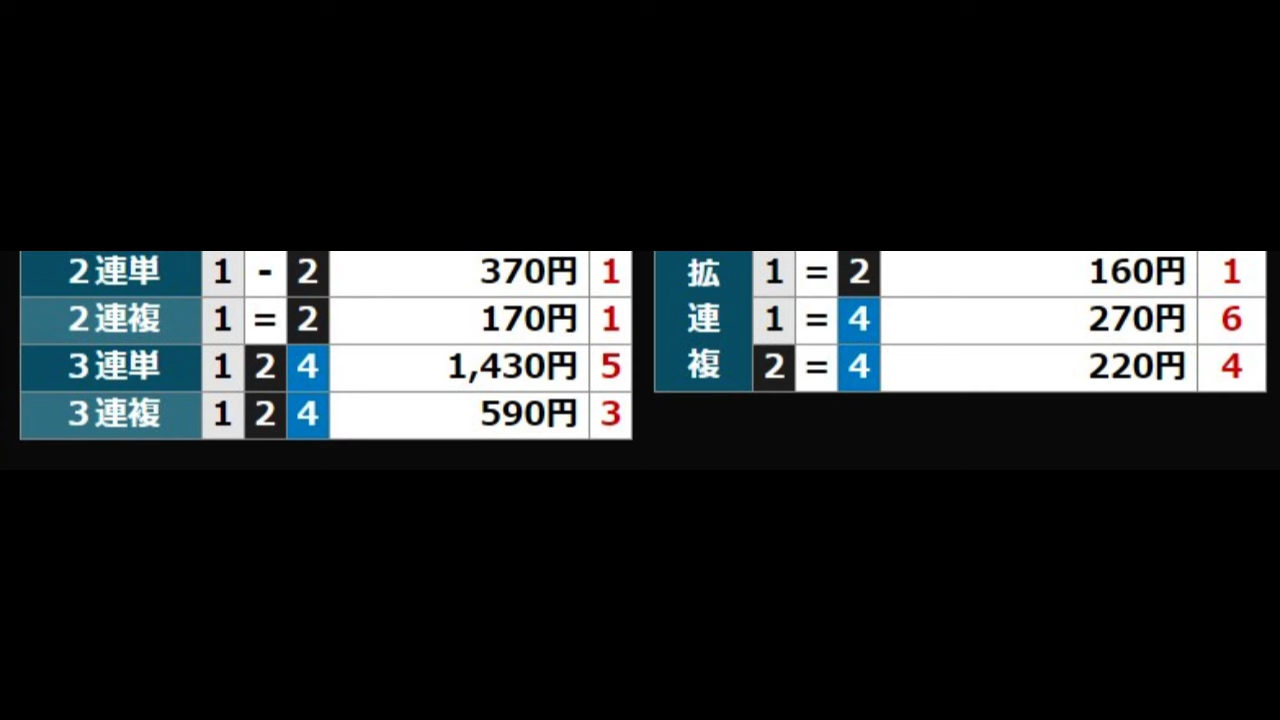 ２連単 1 - 2 370円 1
２連複 1 = 2 170円 1
３連単 1 2 4 1,430円 5
３連複 1 2 4 590円 3
拡 1 = 2 160円 1
連 1 = 4 270円 6
複 2 = 4 220円 4